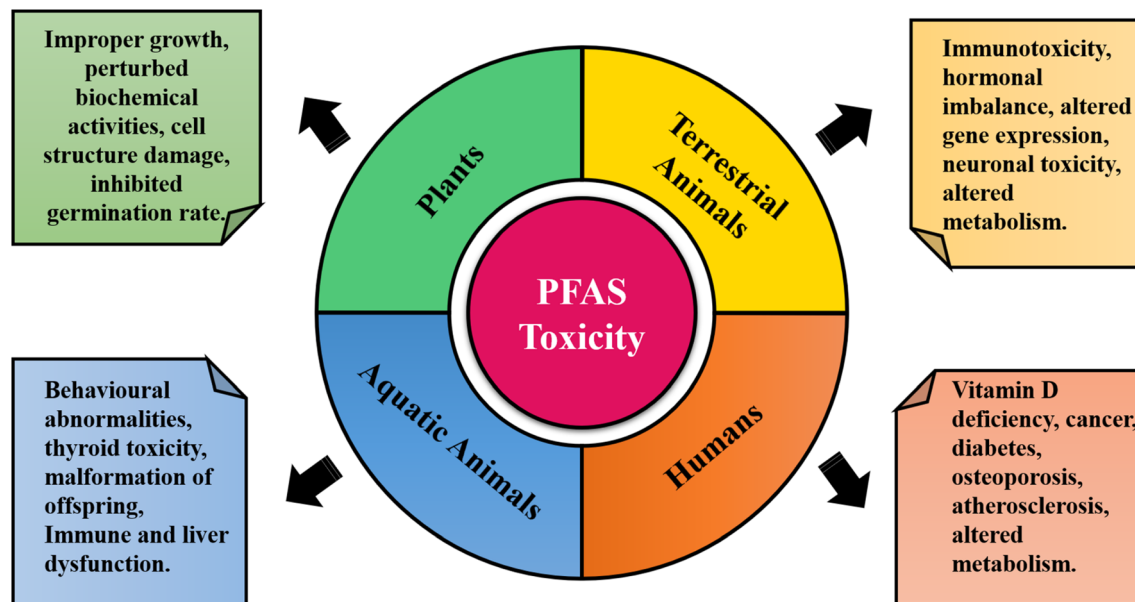 Improper growth,
perturbed
biochemical
activities, cell
structure damage,
inhibited
germination rate.
Plants
Terrestrial
Animals
Immunotoxicity,
hormonal
imbalance, altered
gene expression,
neuronal toxicity,
altered
metabolism.
PFAS
Toxicity
Behavioural
abnormalities,
thyroid toxicity,
malformation of
offspring,
Immune and liver
dysfunction.
Aquatic Animals
Humans
Vitamin D
deficiency, cancer,
diabetes,
osteoporosis,
atherosclerosis,
altered
metabolism.